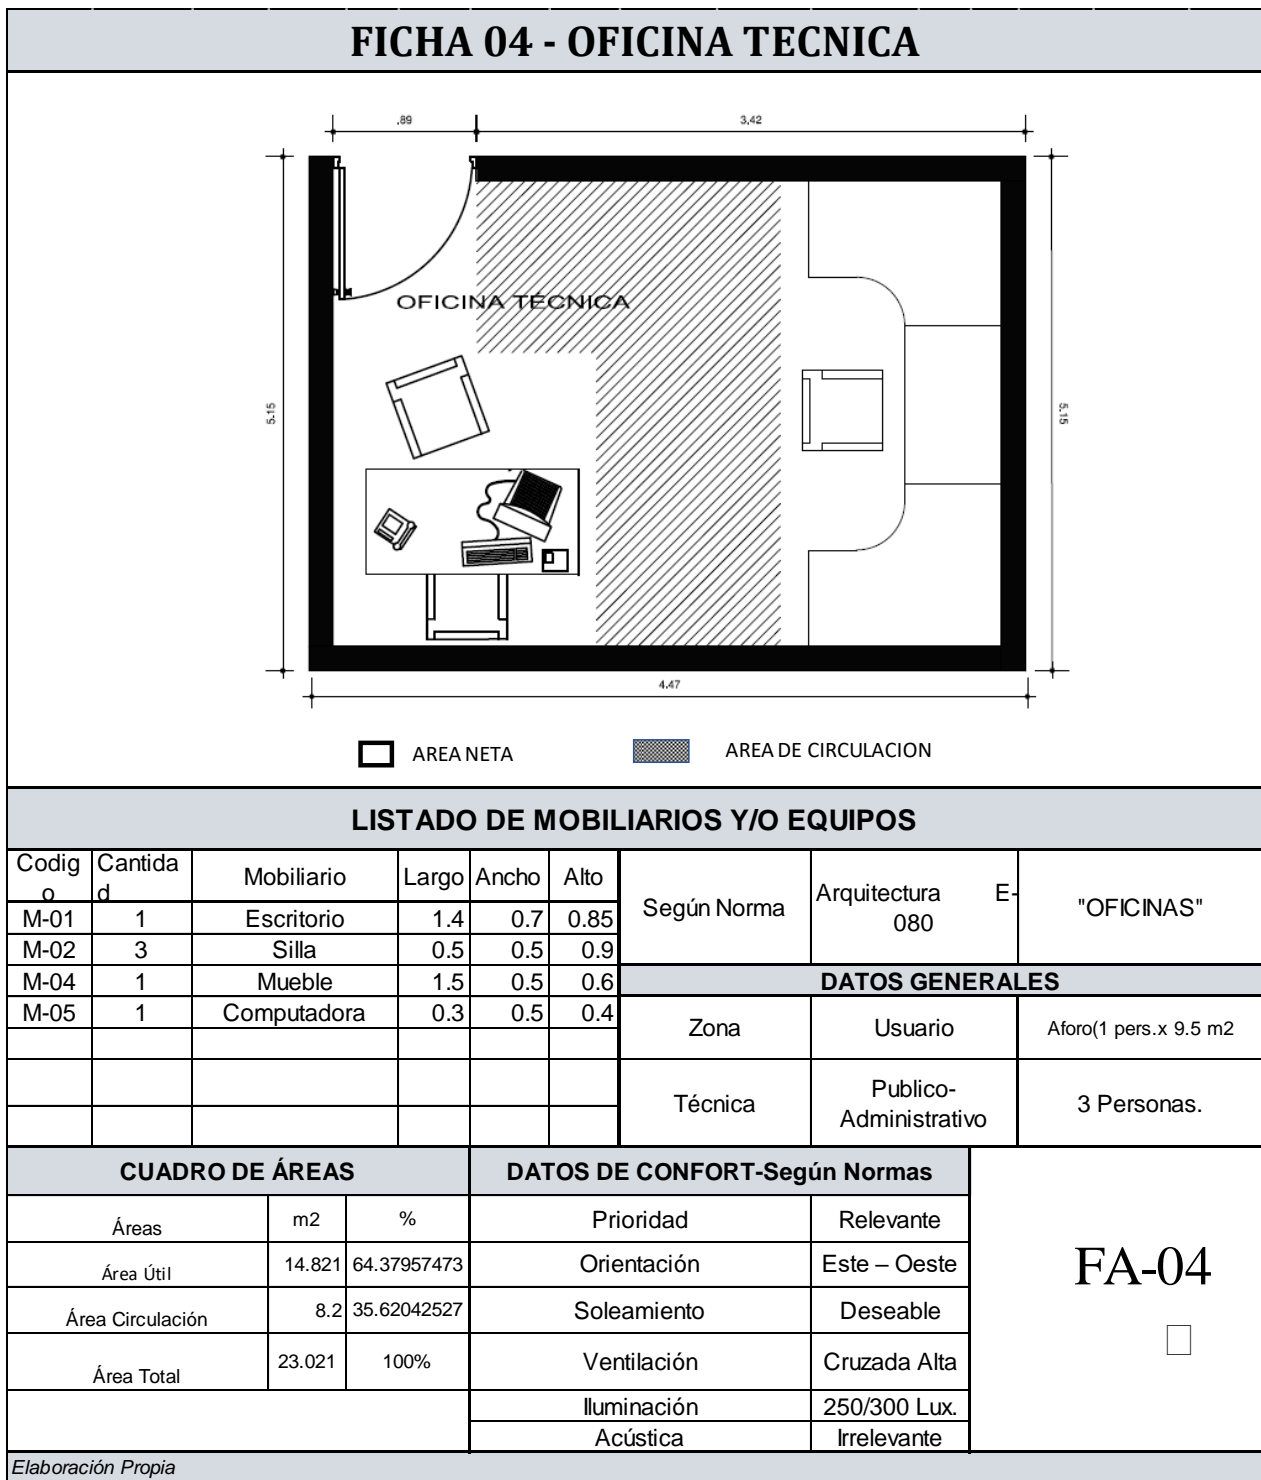 FICHA 04 - OFICINA TECNICA
.89
3,42
OFICINA TÉCNICA
5.15
5.15
4.47
AREA NETA
AREA DE CIRCULACION
LISTADO DE MOBILIARIOS Y/O EQUIPOS
Codig
o
Cantida
d
Mobiliario
Largo
Ancho
Alto
M-01 1 Escritorio 1.4 0.7 0.85
M-02 3 Silla 0.5 0.5 0.9
M-04 1 Mueble 1.5 0.5 0.6
M-05 1 Computadora 0.3 0.5 0.4
Según Norma
Arquitectura E-
080
"OFICINAS"
DATOS GENERALES
Zona Usuario Aforo(1 pers.x 9.5 m2
Técnica
Publico-
Administrativo
3 Personas.
CUADRO DE ÁREAS
Áreas m2 %
Área Útil 14.821 64.37957473
Área Circulación 8.2 35.62042527
Área Total 23.021 100%
DATOS DE CONFORT-Según Normas
Prioridad Relevante
Orientación Este – Oeste
Soleamiento Deseable
Ventilación Cruzada Alta
Iluminación 250/300 Lux.
Acústica Irrelevante
FA-04
Elaboración Propia